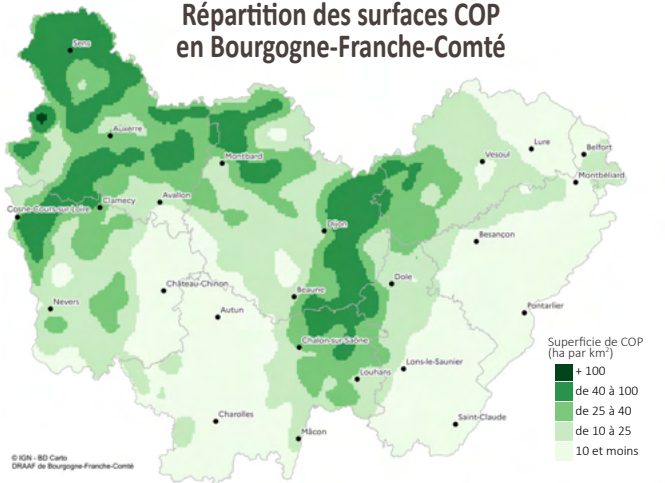 Répartition des surfaces COP
en Bourgogne-Franche-Comté
Sens
Auxerre
Montbard
Vesoul
Lure
Belfort
Montbéliard
Avallon
Clamecy
Cosne-Cours-sur-Loire
Dijon
Besançon
Château-Chinon
Beaune
Dole
Nevers
Autun
Pontarlier
Chalon-sur-Saône
Lons-le-Saunier
Louhans
Charolles
Saint-Claude
Mâcon
Superficie de COP
(ha par km²)
+ 100
de 40 à 100
de 25 à 40
de 10 à 25
10 et moins
© IGN - BD Carto
DRAAF de Bourgogne-Franche-Comté